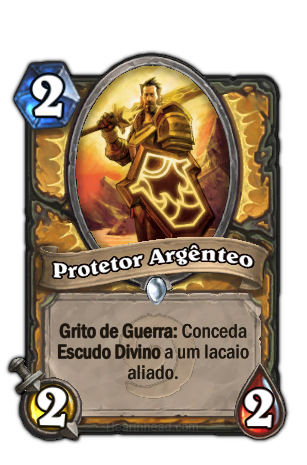 2
Protetor Argênteo
Grito de Guerra: Conceda
Escudo Divino a um lacaio
aliado.
2
2